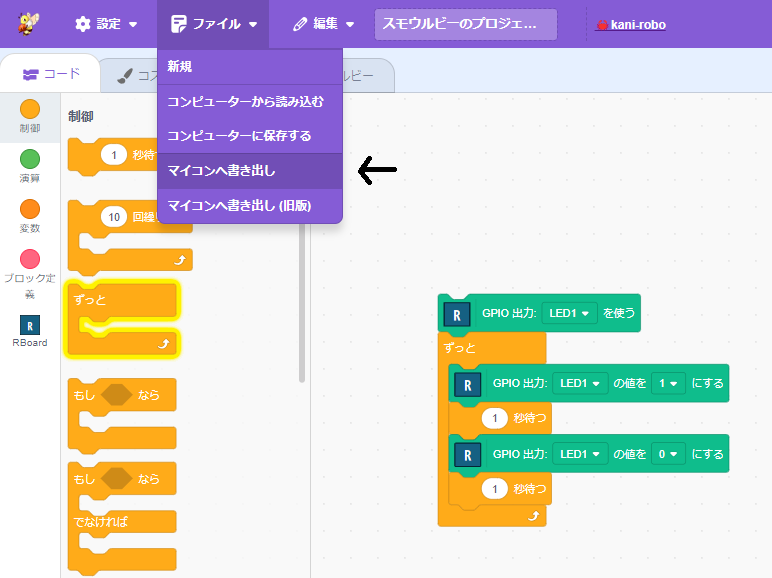 設定
ファイル
編集
スモウルビーのプロジェ...
kani-robo
コード
コス
ルビー
新規
コンピューターから読み込む
コンピューターに保存する
マイコンへ書き出し
マイコンへ書き出し (旧版)
制御
演算
変数
ブロック定義
RBoard
制御
1 秒待つ
10 回繰り
ずっと
もし なら
もし なら
でなければ
R GPIO 出力: LED1 を使う
ずっと
R GPIO 出力: LED1 の値を 1 にする
1 秒待つ
R GPIO 出力: LED1 の値を 0 にする
1 秒待つ